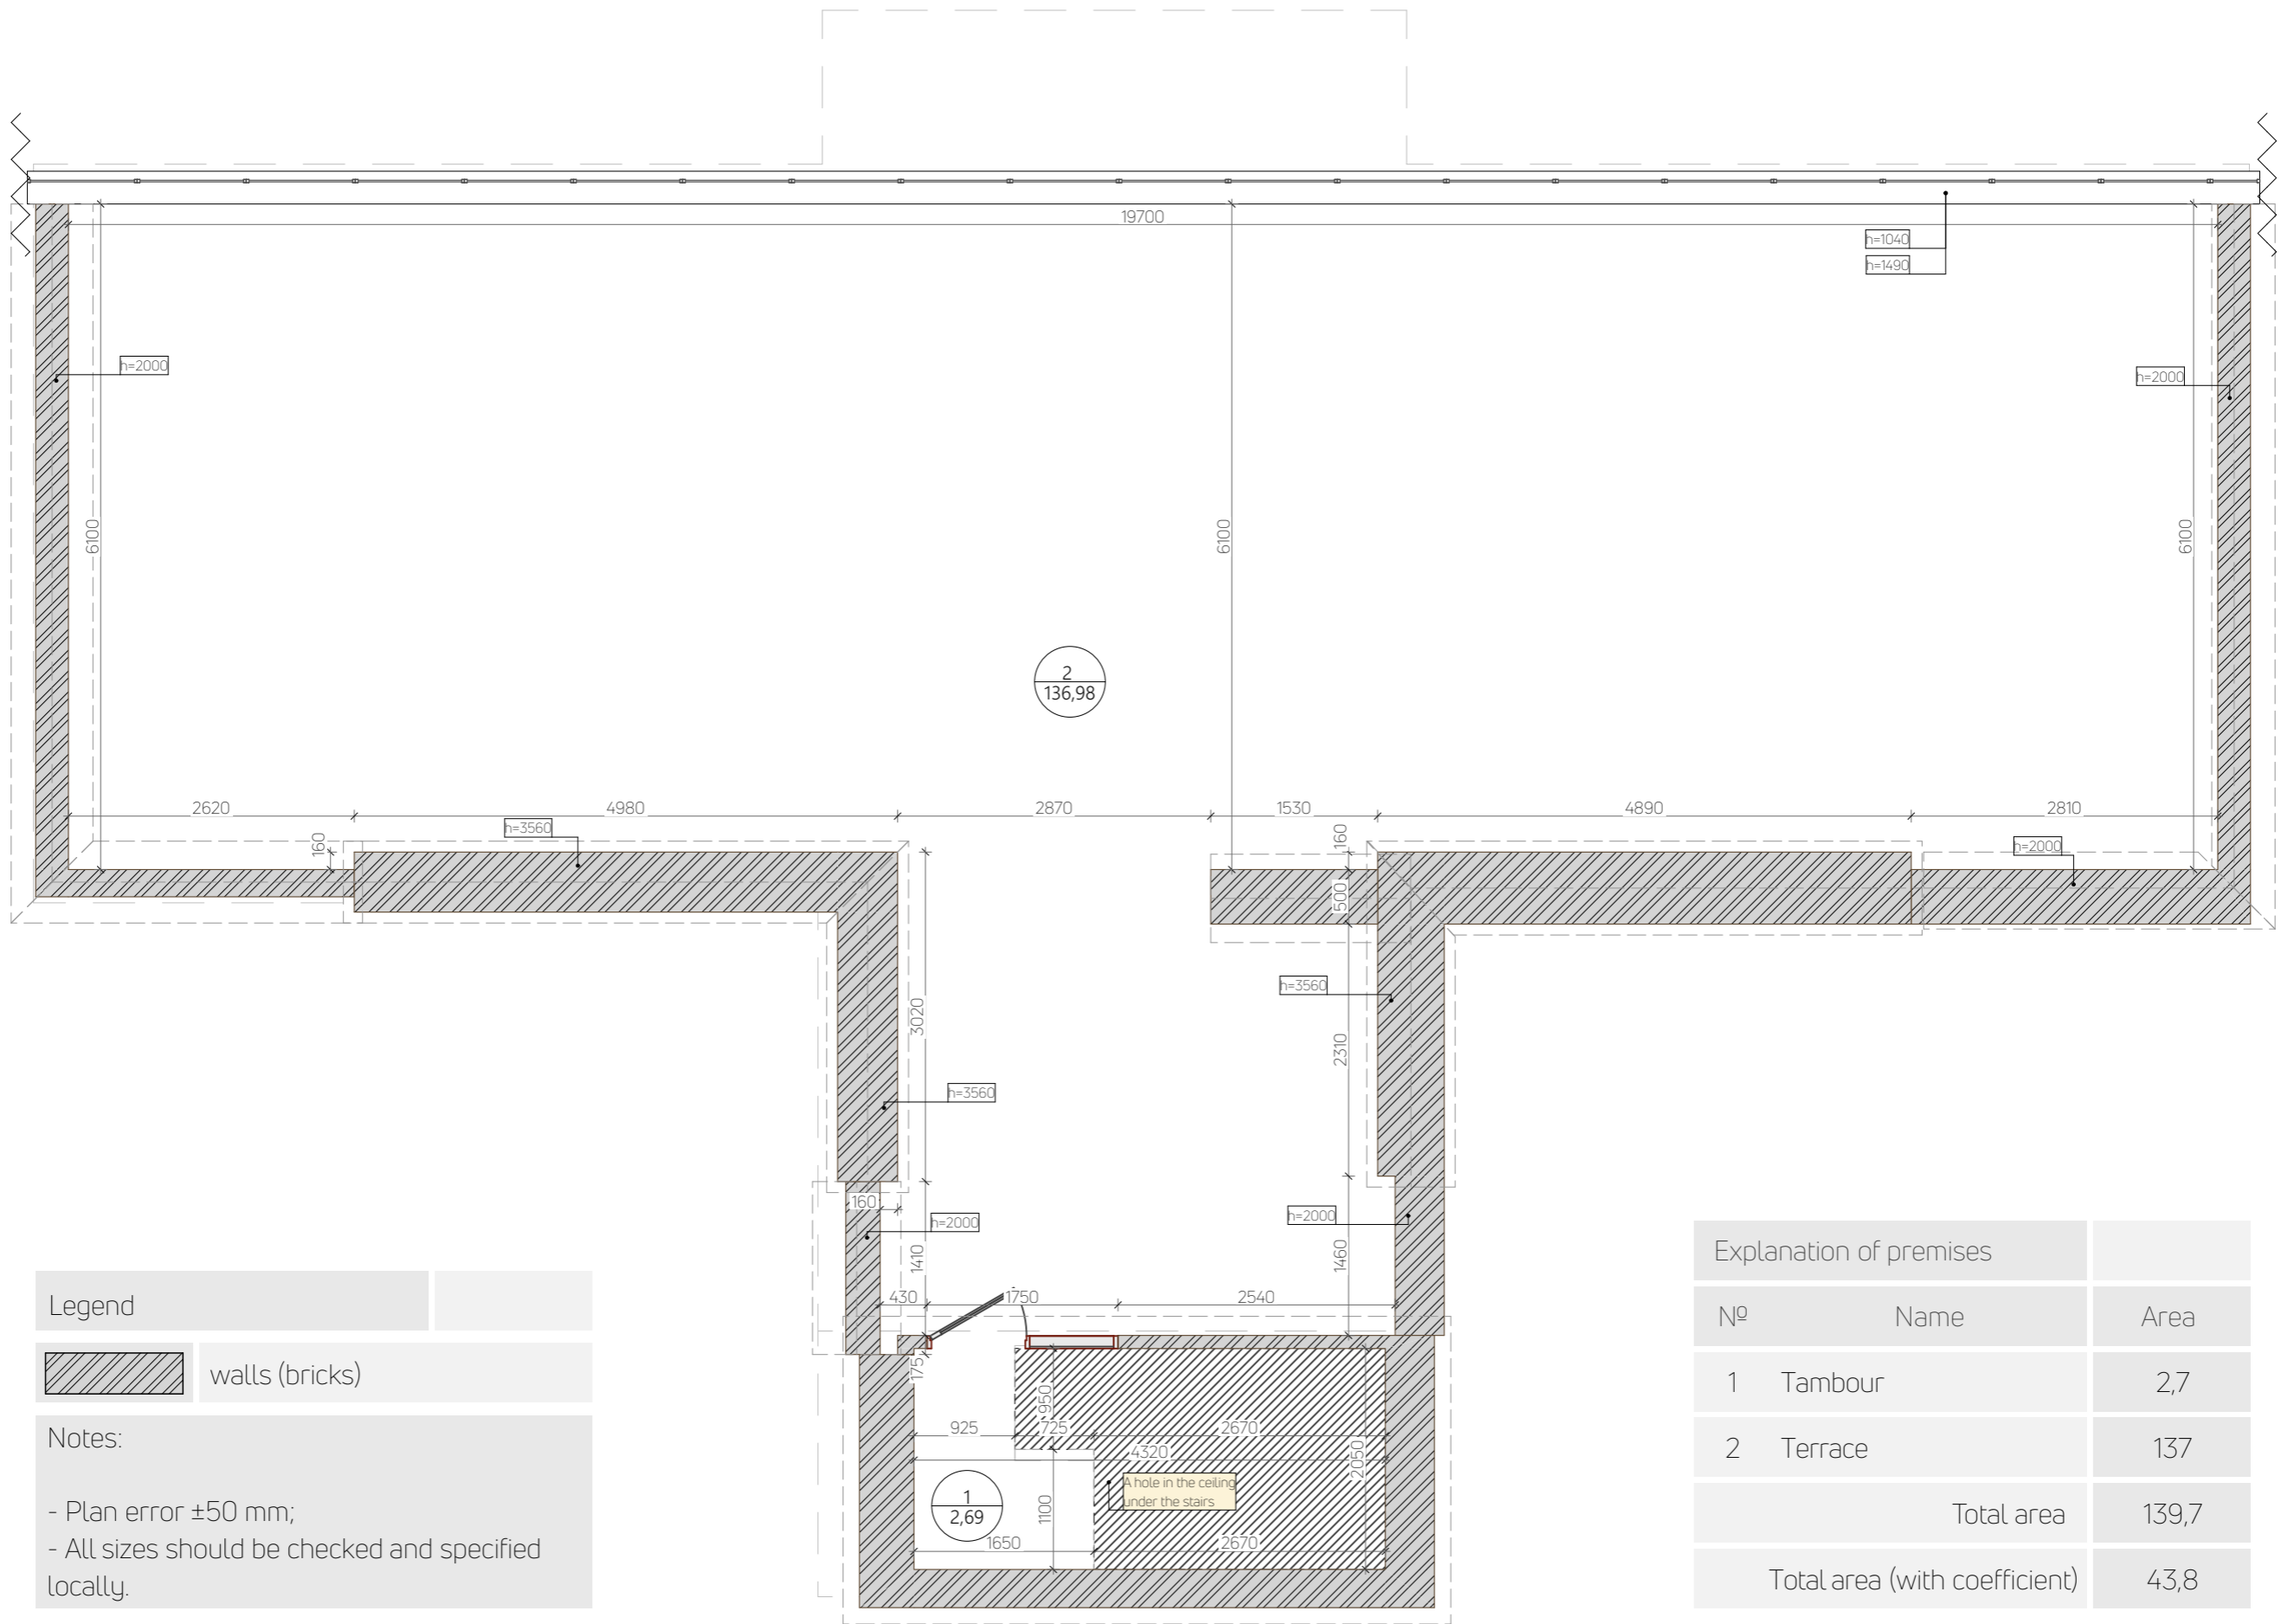 19700
h=1040
h=1490
h=2000
h=2000
6100
6100
6100
2
136,98
2620
4980
2870
1530
4890
2810
h=3560
160
160
h=2000
500
h=3560
3020
2310
h=3560
160
h=2000
h=2000
1410
1460
430
1750
2540
175
950
925
725
2670
4320
2050
A hole in the ceiling
under the stairs
1
2,69
1100
1650
2670
Legend
walls (bricks)
Notes:
- Plan error ±50 mm;
- All sizes should be checked and specified
locally.
Explanation of premises
Nº Name Area
1 Tambour 2,7
2 Terrace 137
Total area 139,7
Total area (with coefficient) 43,8